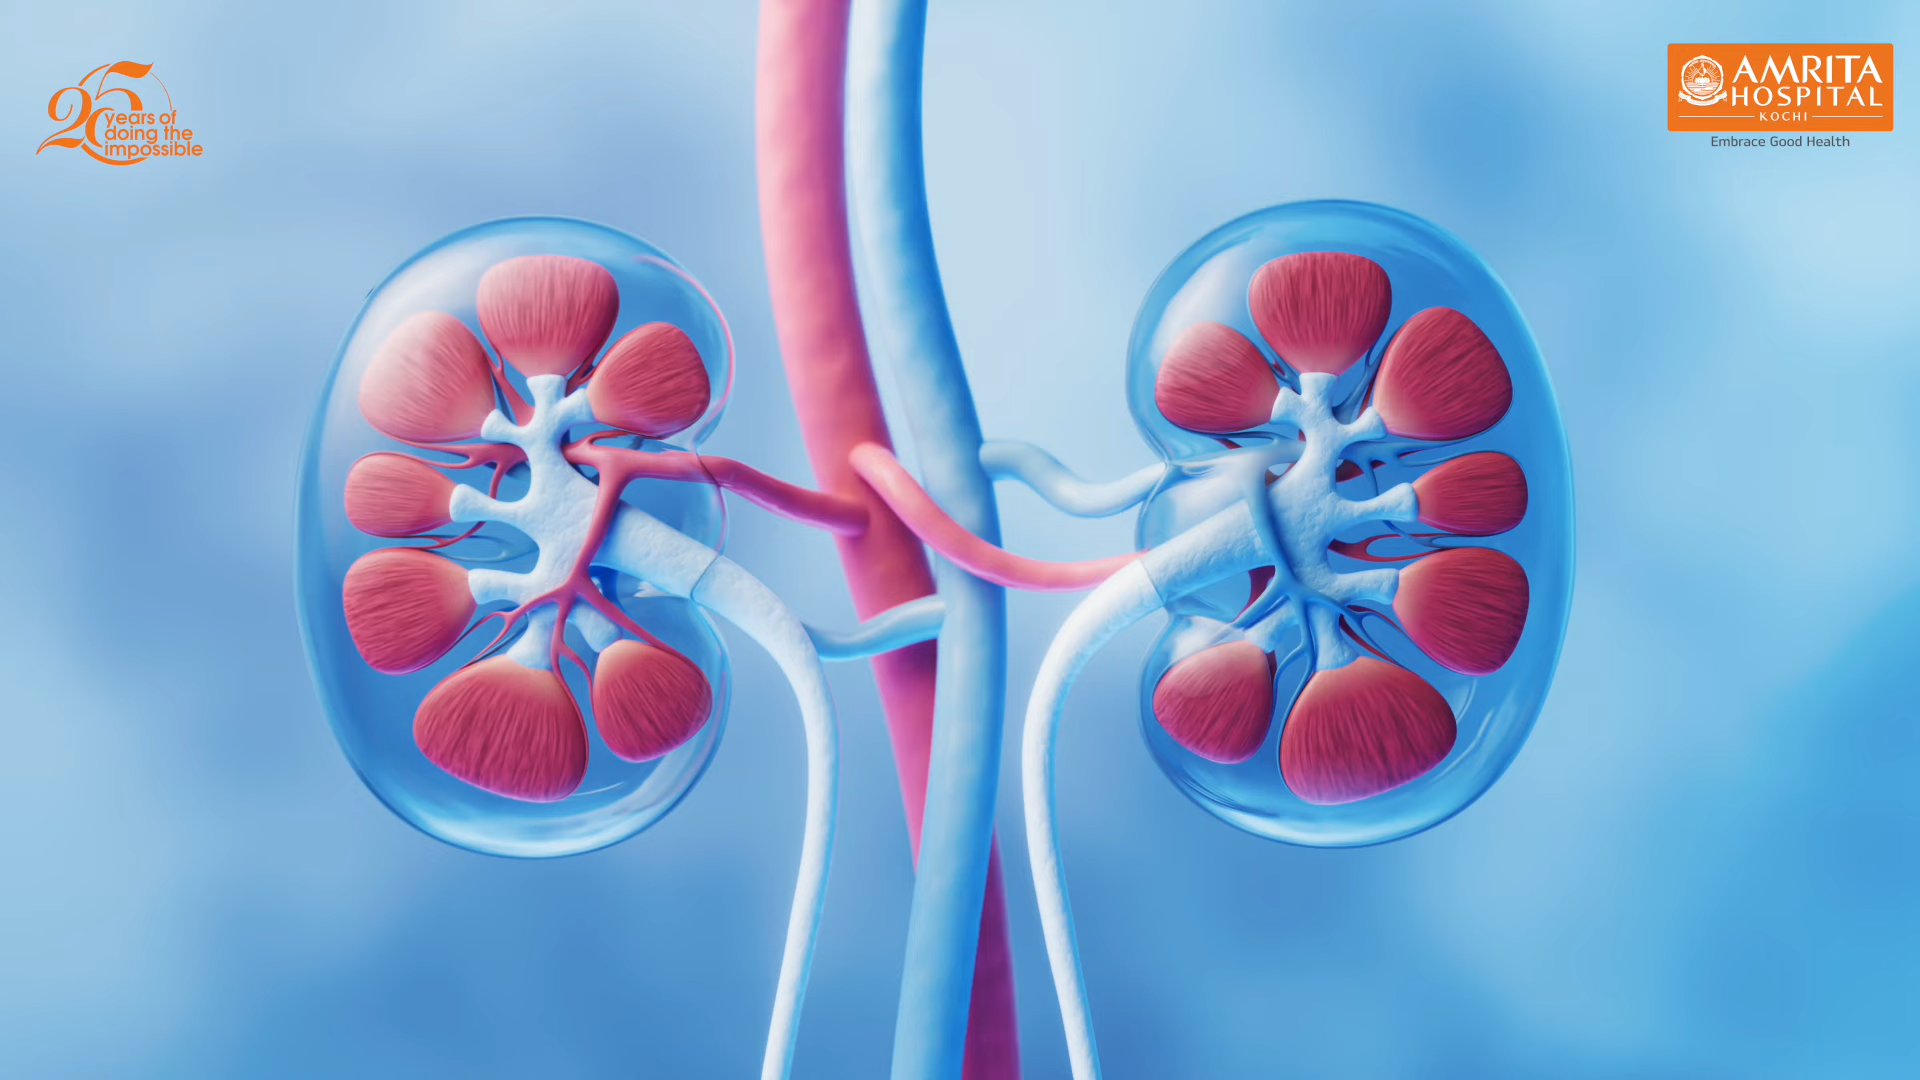 25
years of
doing the
impossible
AMRITA
HOSPITAL
KOCHI
Embrace Good Health